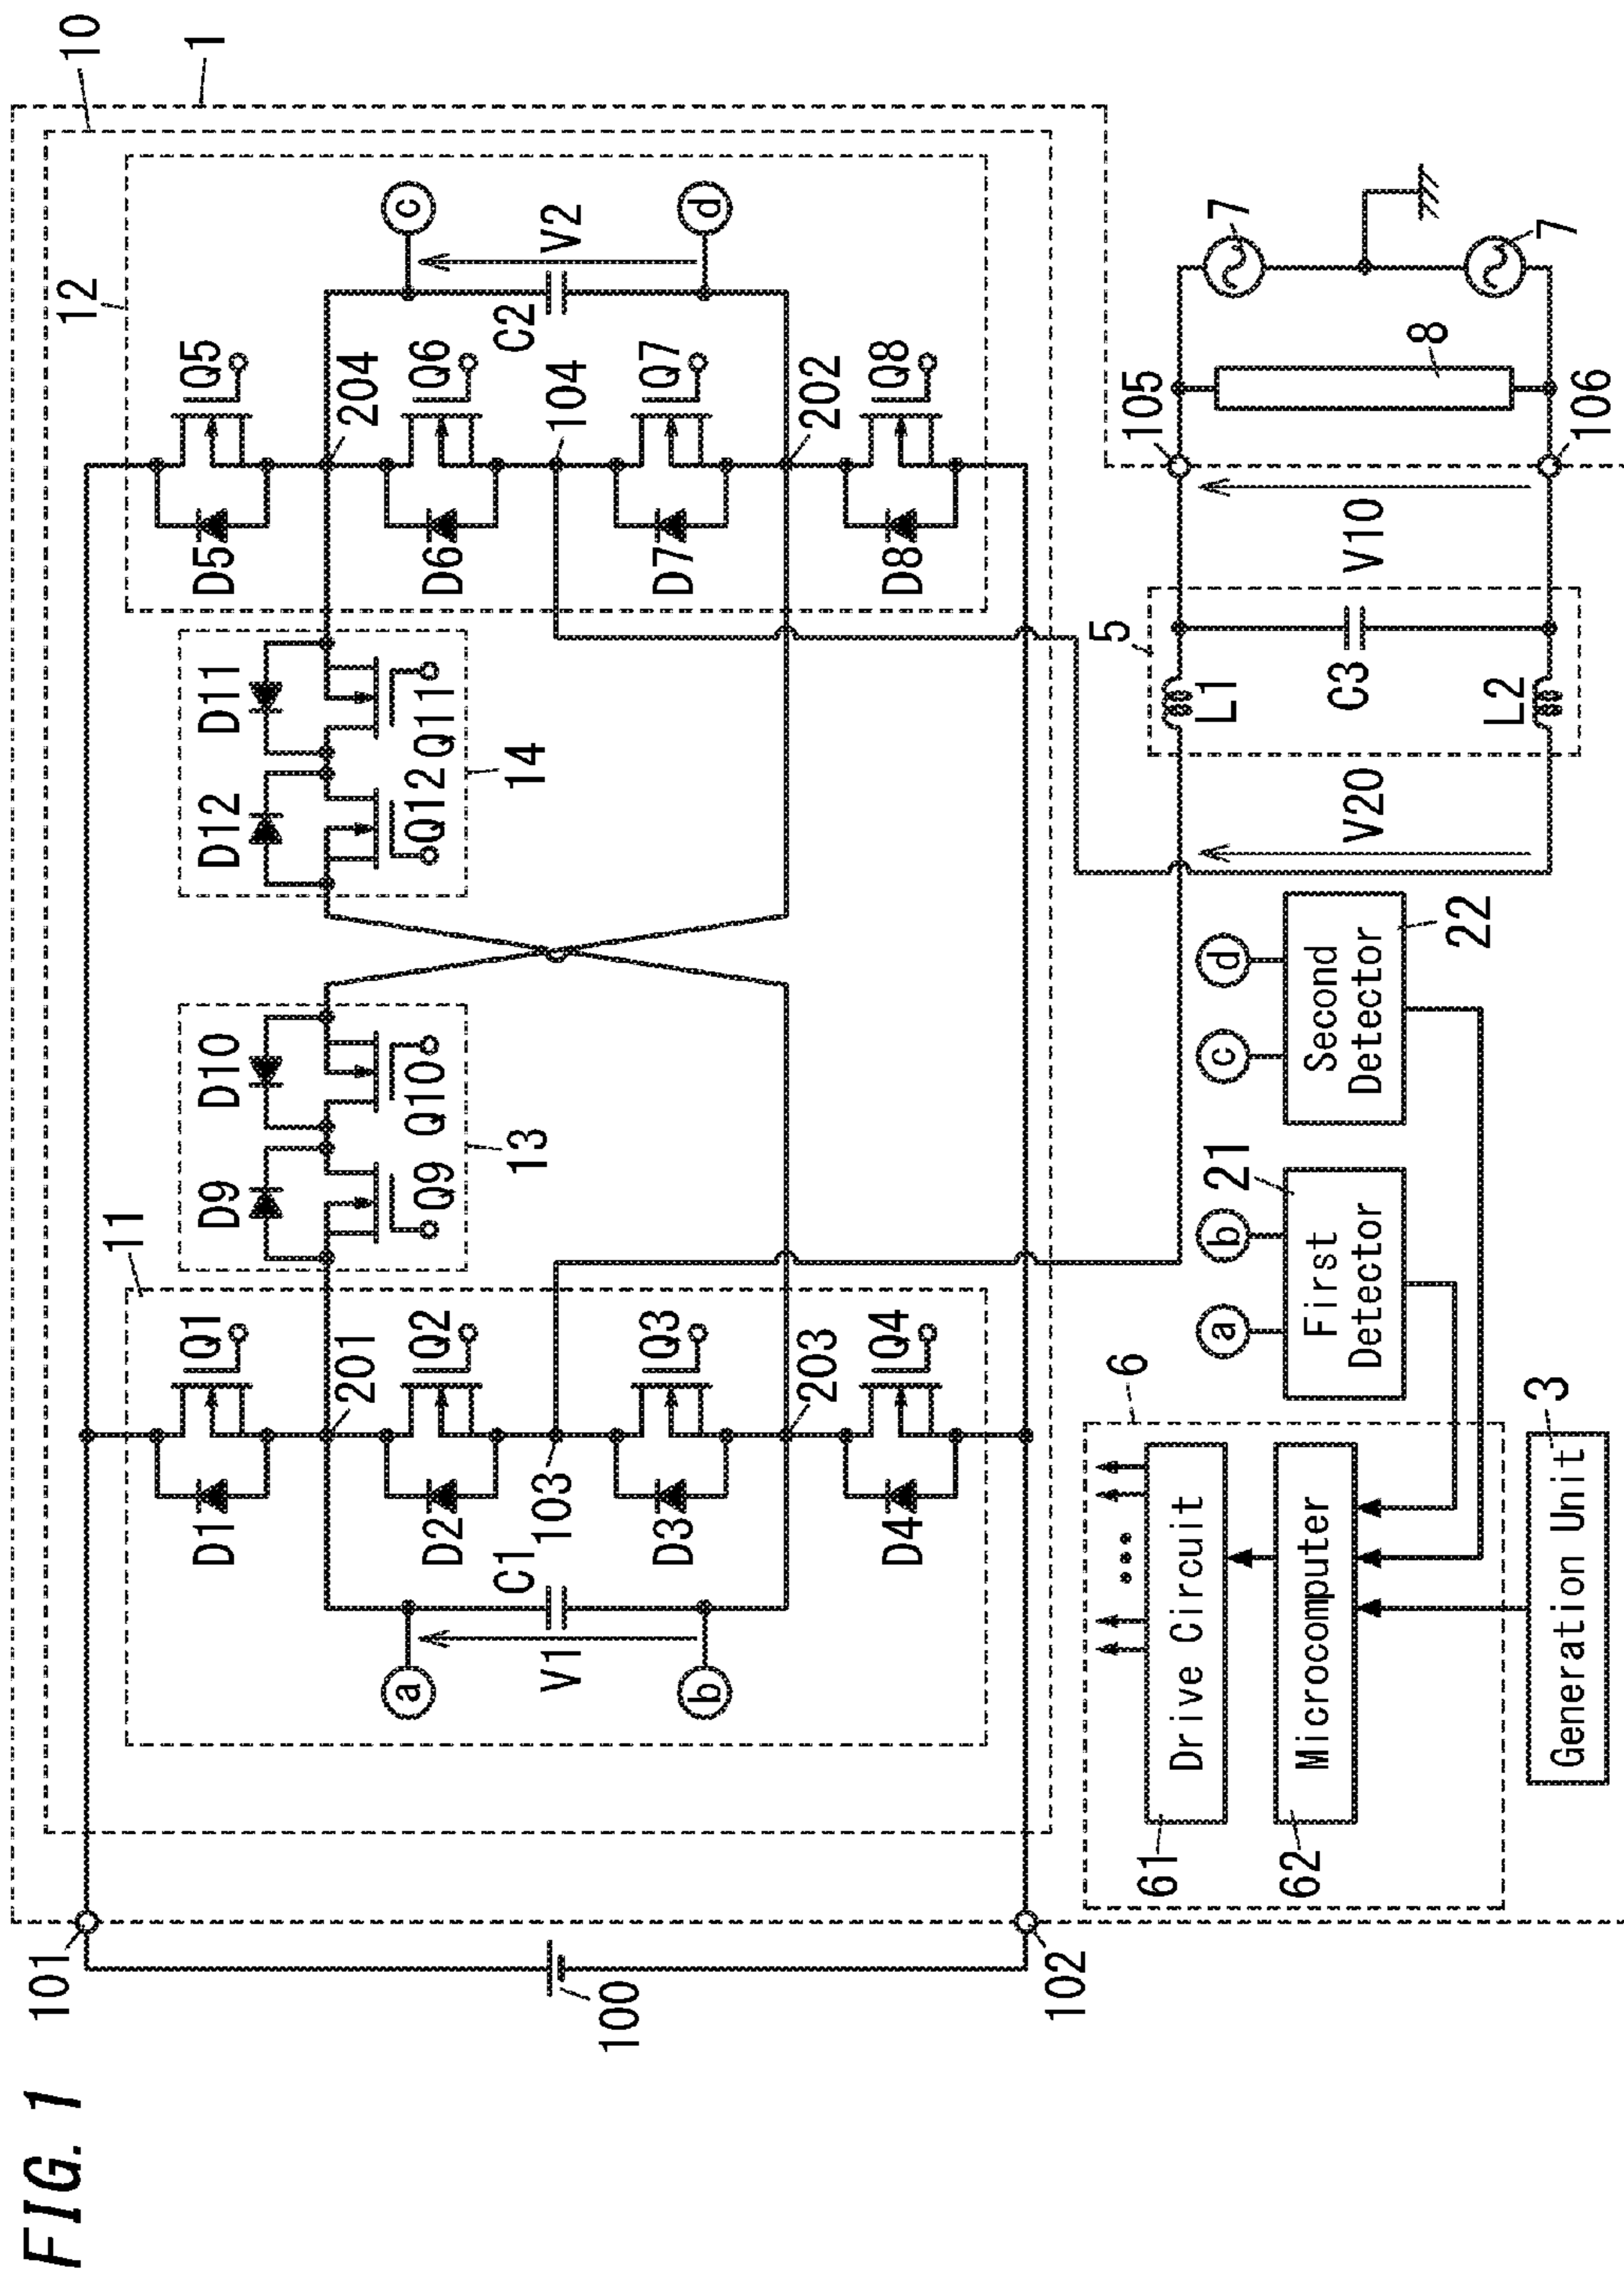 FIG. 1
10
1
12
11
101
102
100
D1
Q1
201
D2
Q2
103
D3
Q3
203
D4
Q4
C1
V1
a
b
D9
D10
Q9
Q10
13
D12
D11
Q12
Q11
14
D5
Q5
204
D6
Q6
104
D7
Q7
202
D8
Q8
C2
V2
c
d
6
61
Drive Circuit
62
Microcomputer
3
Generation Unit
a
b
21
First
Detector
c
d
22
Second
Detector
V20
5
L1
C3
L2
V10
105
106
8
7
7